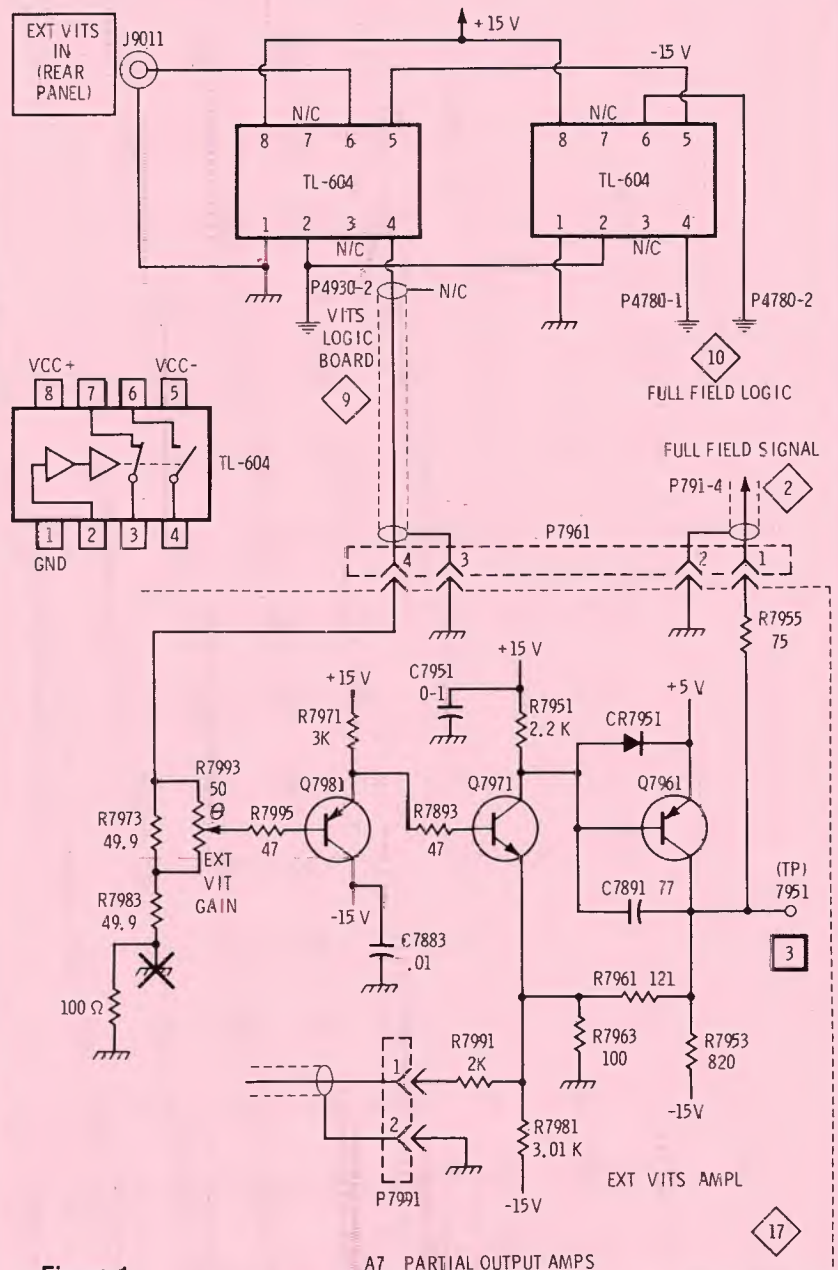 EXT VITS
IN
(REAR
PANEL)
J9011
+15 V
-15 V
N/C
8 7 6 5
TL-604
1 2 3 4
N/C
N/C
8 7 6 5
TL-604
1 2 3 4
N/C
P4930-2
N/C
VITS
LOGIC
BOARD
9
P4780-1
P4780-2
10
FULL FIELD LOGIC
VCC+
VCC-
8 7 6 5
TL-604
1 2 3 4
GND
FULL FIELD SIGNAL
P791-4
2
P7961
4
3
2
1
R7955
75
+15 V
R7971
3K
C7951
0-1
+15 V
R7951
2.2 K
CR7951
+5 V
R7993
50
θ
R7973
49.9
R7995
47
EXT
VIT
GAIN
Q7981
R7893
47
Q7971
Q7961
R7983
49.9
-15V
C7883
.01
C7891 77
(TP)
7951
3
100 Ω
R7961 121
R7963
100
R7953
820
-15V
1
R7991
2K
2
P7991
R7981
3.01 K
-15V
EXT VITS AMPL
17
A7 PARTIAL OUTPUT AMPS